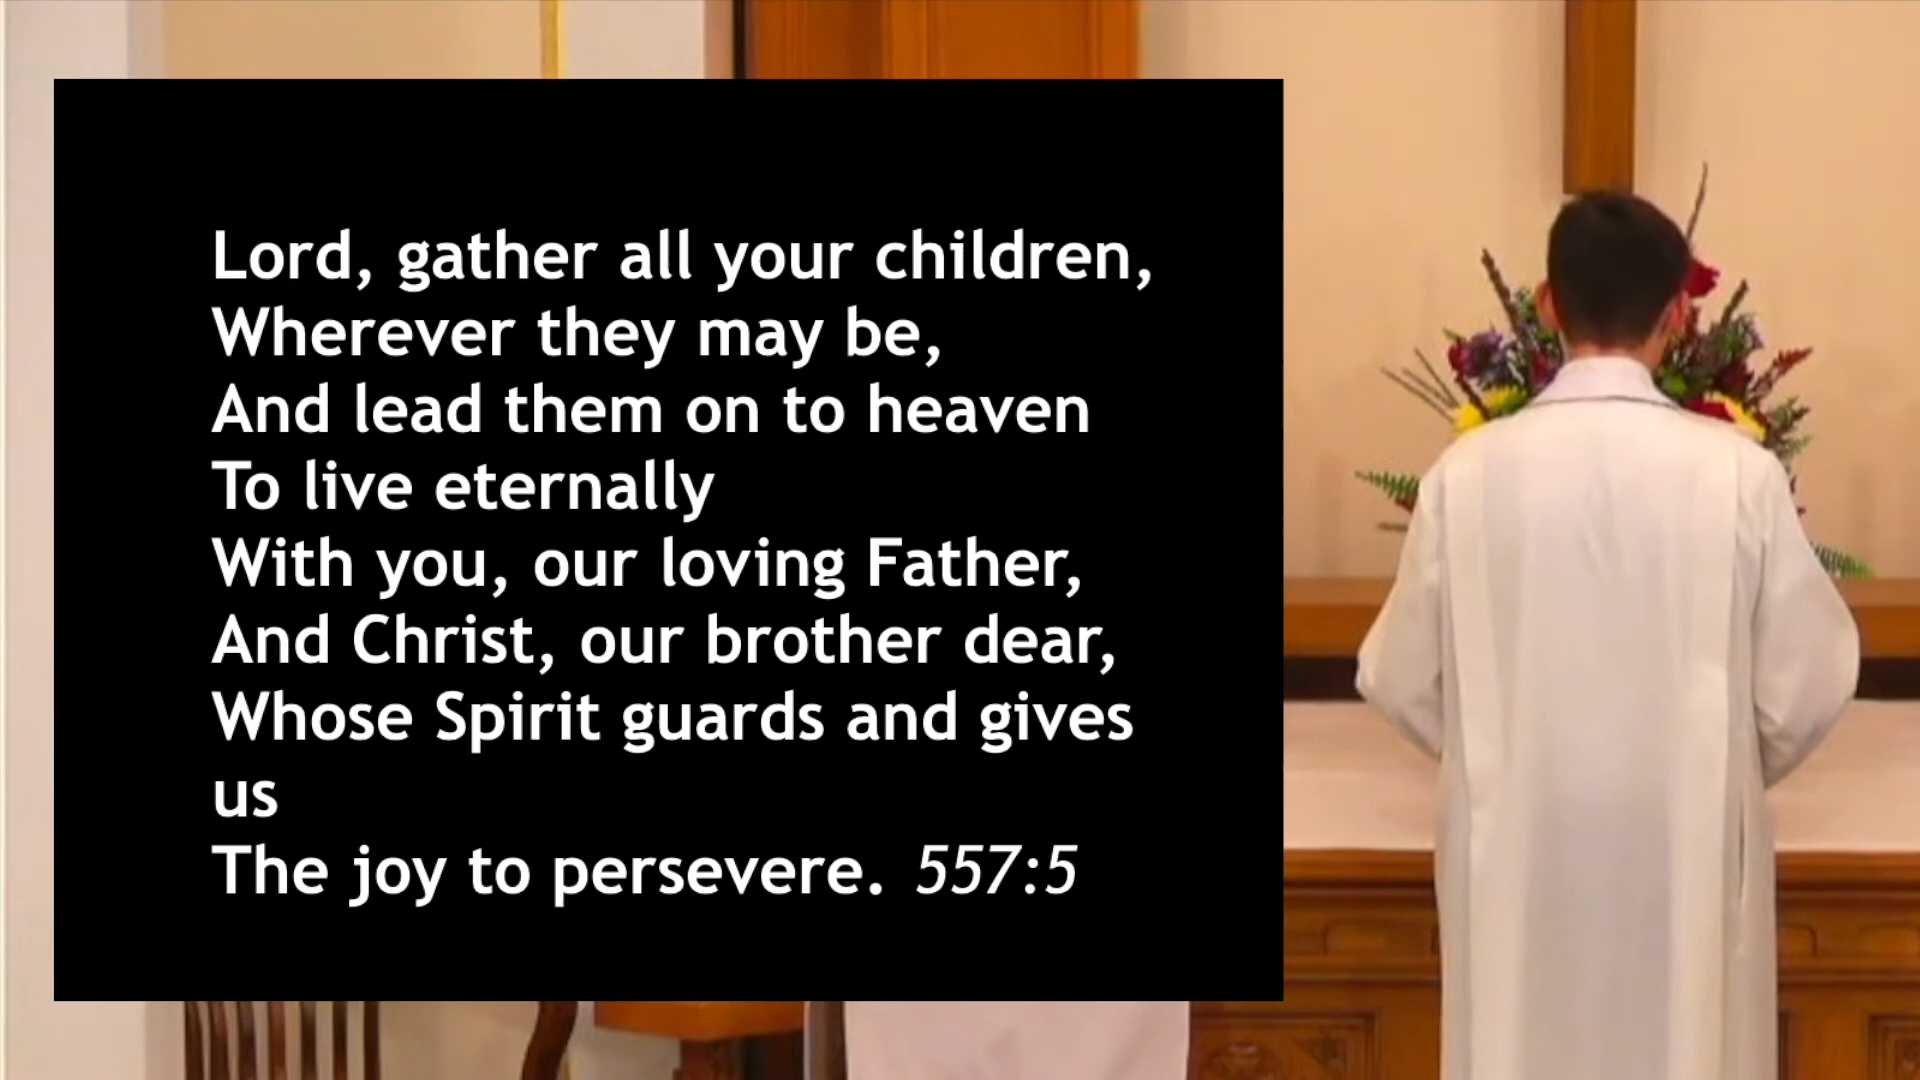 Lord, gather all your children,
Wherever they may be,
And lead them on to heaven
To live eternally
With you, our loving Father,
And Christ, our brother dear,
Whose Spirit guards and gives
us
The joy to persevere. 557:5